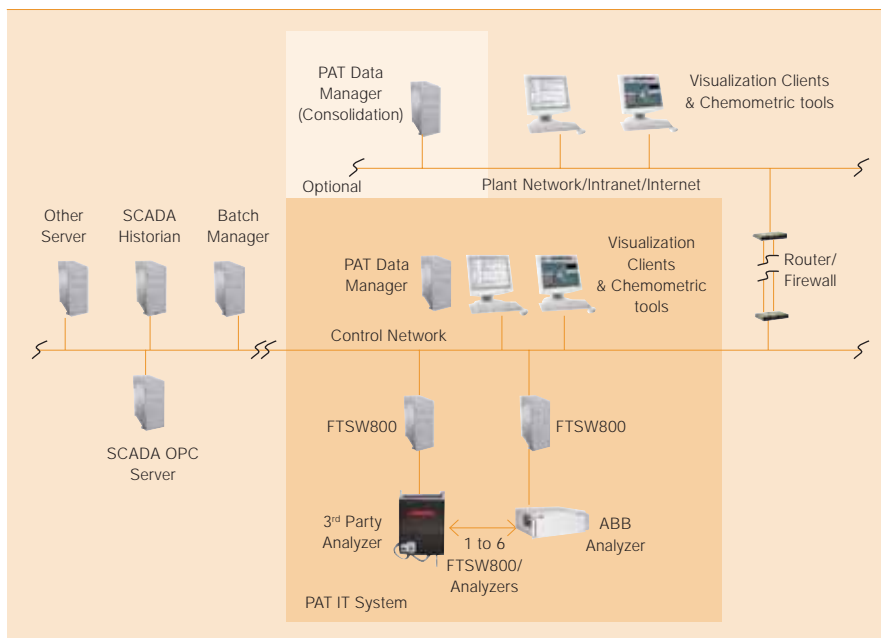 PAT Data
Manager
(Consolidation)
Visualization Clients
& Chemometric tools
Optional
Plant Network/Intranet/Internet
Other
Server
SCADA
Historian
Batch
Manager
PAT Data
Manager
Visualization
Clients
& Chemometric
tools
Router/
Firewall
Control Network
SCADA OPC
Server
FTSW800
FTSW800
3rd Party
Analyzer
1 to 6
FTSW800/
Analyzers
ABB
Analyzer
PAT IT System